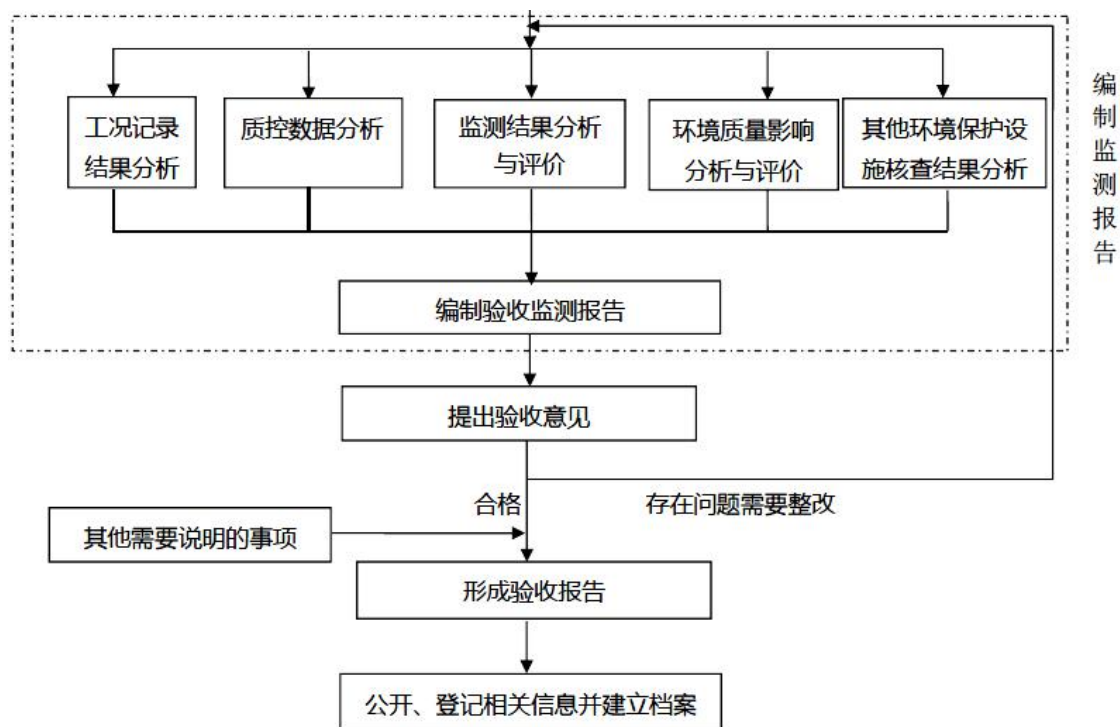 工况记录
结果分析
质控数据分析
监测结果分析
与评价
环境质量影响
分析与评价
其他环境保护设
施核查结果分析
编制监测报告
编制验收监测报告
提出验收意见
合格
存在问题需要整改
其他需要说明的事项
形成验收报告
公开、登记相关信息并建立档案